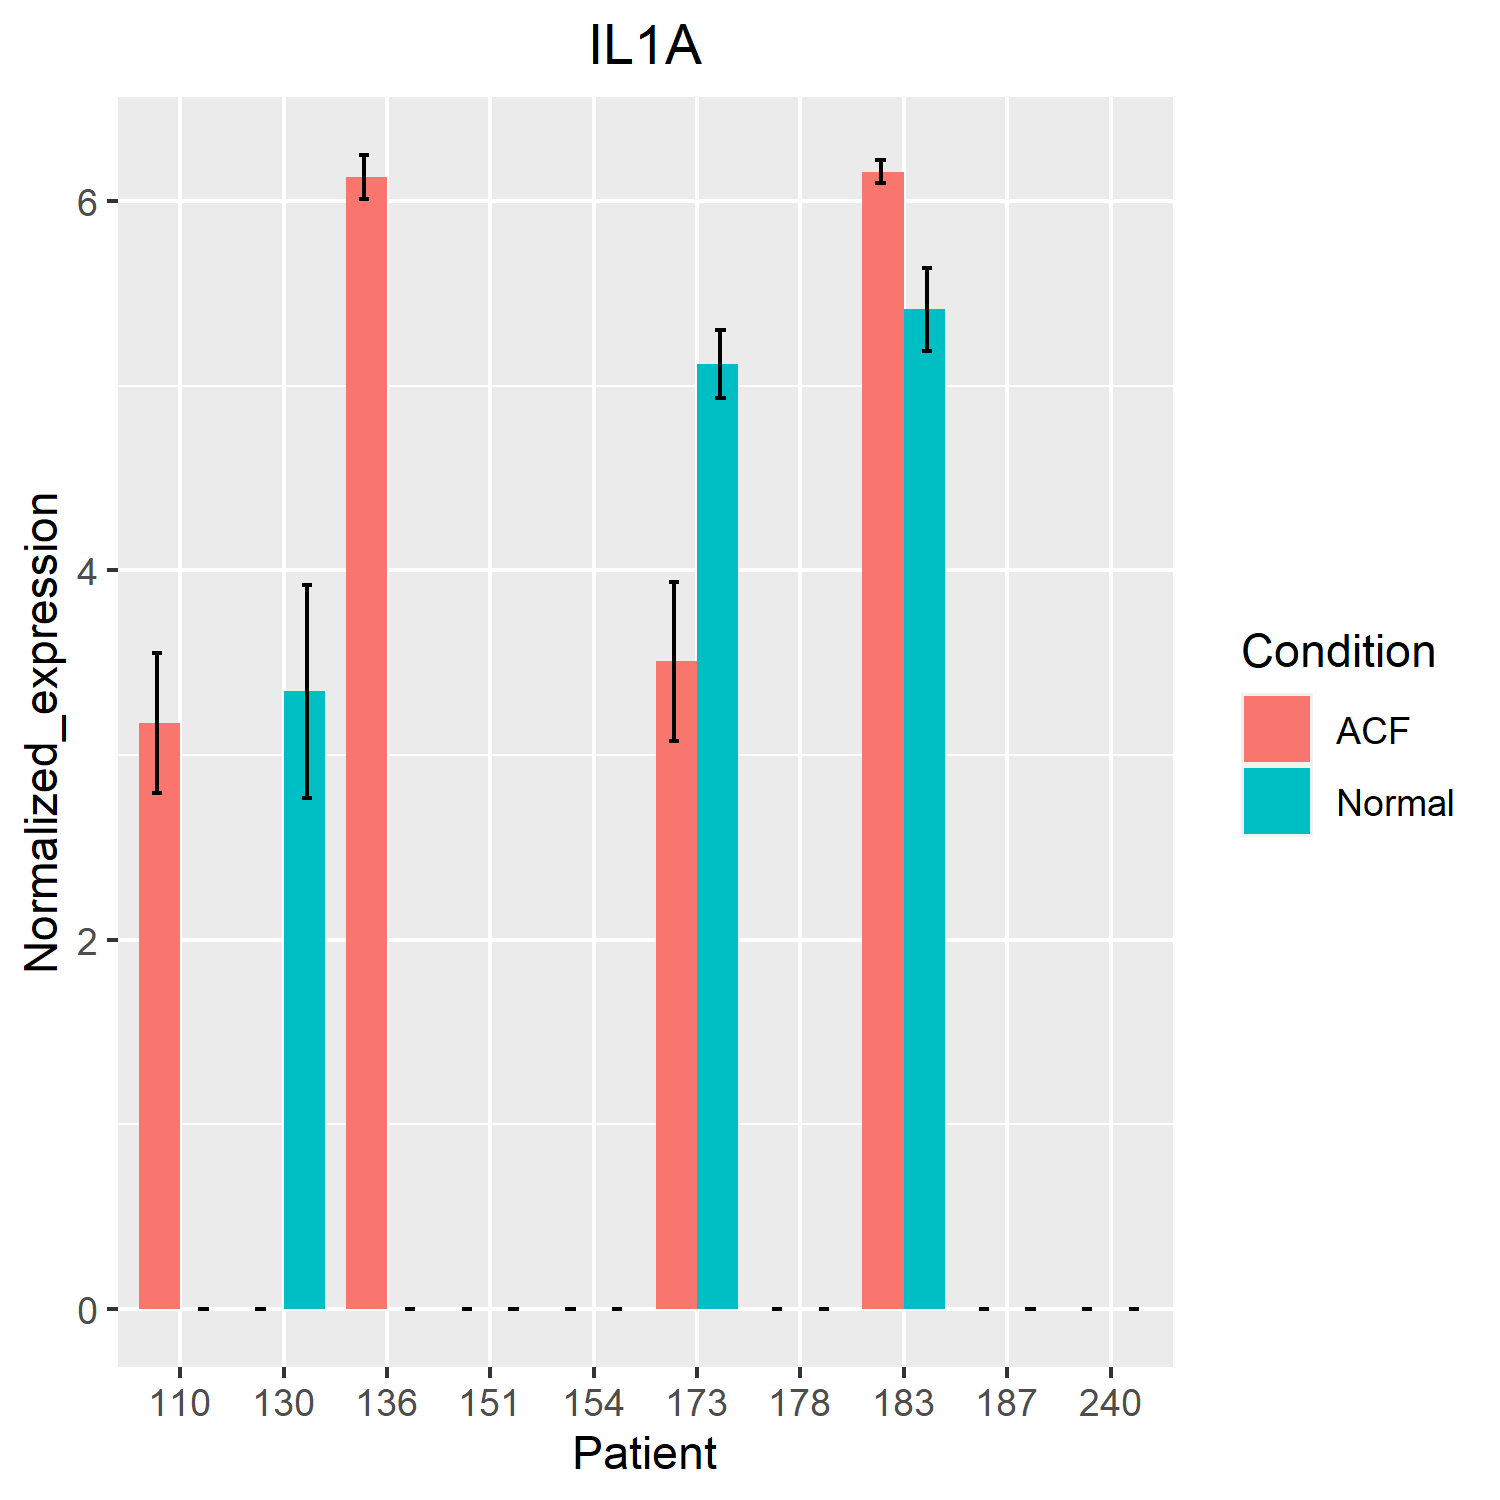 IL1A
Normalized_expression
6
4
2
0
110 130 136 151 154 173 178 183 187 240
Patient
Condition
ACF
Normal